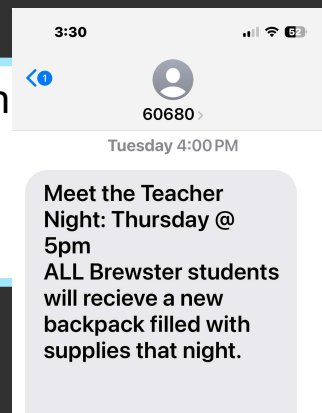 3:30
52
1
60680
Tuesday 4:00 PM
Meet the Teacher
Night: Thursday @
5pm
ALL Brewster students
will recieve a new
backpack filled with
supplies that night.